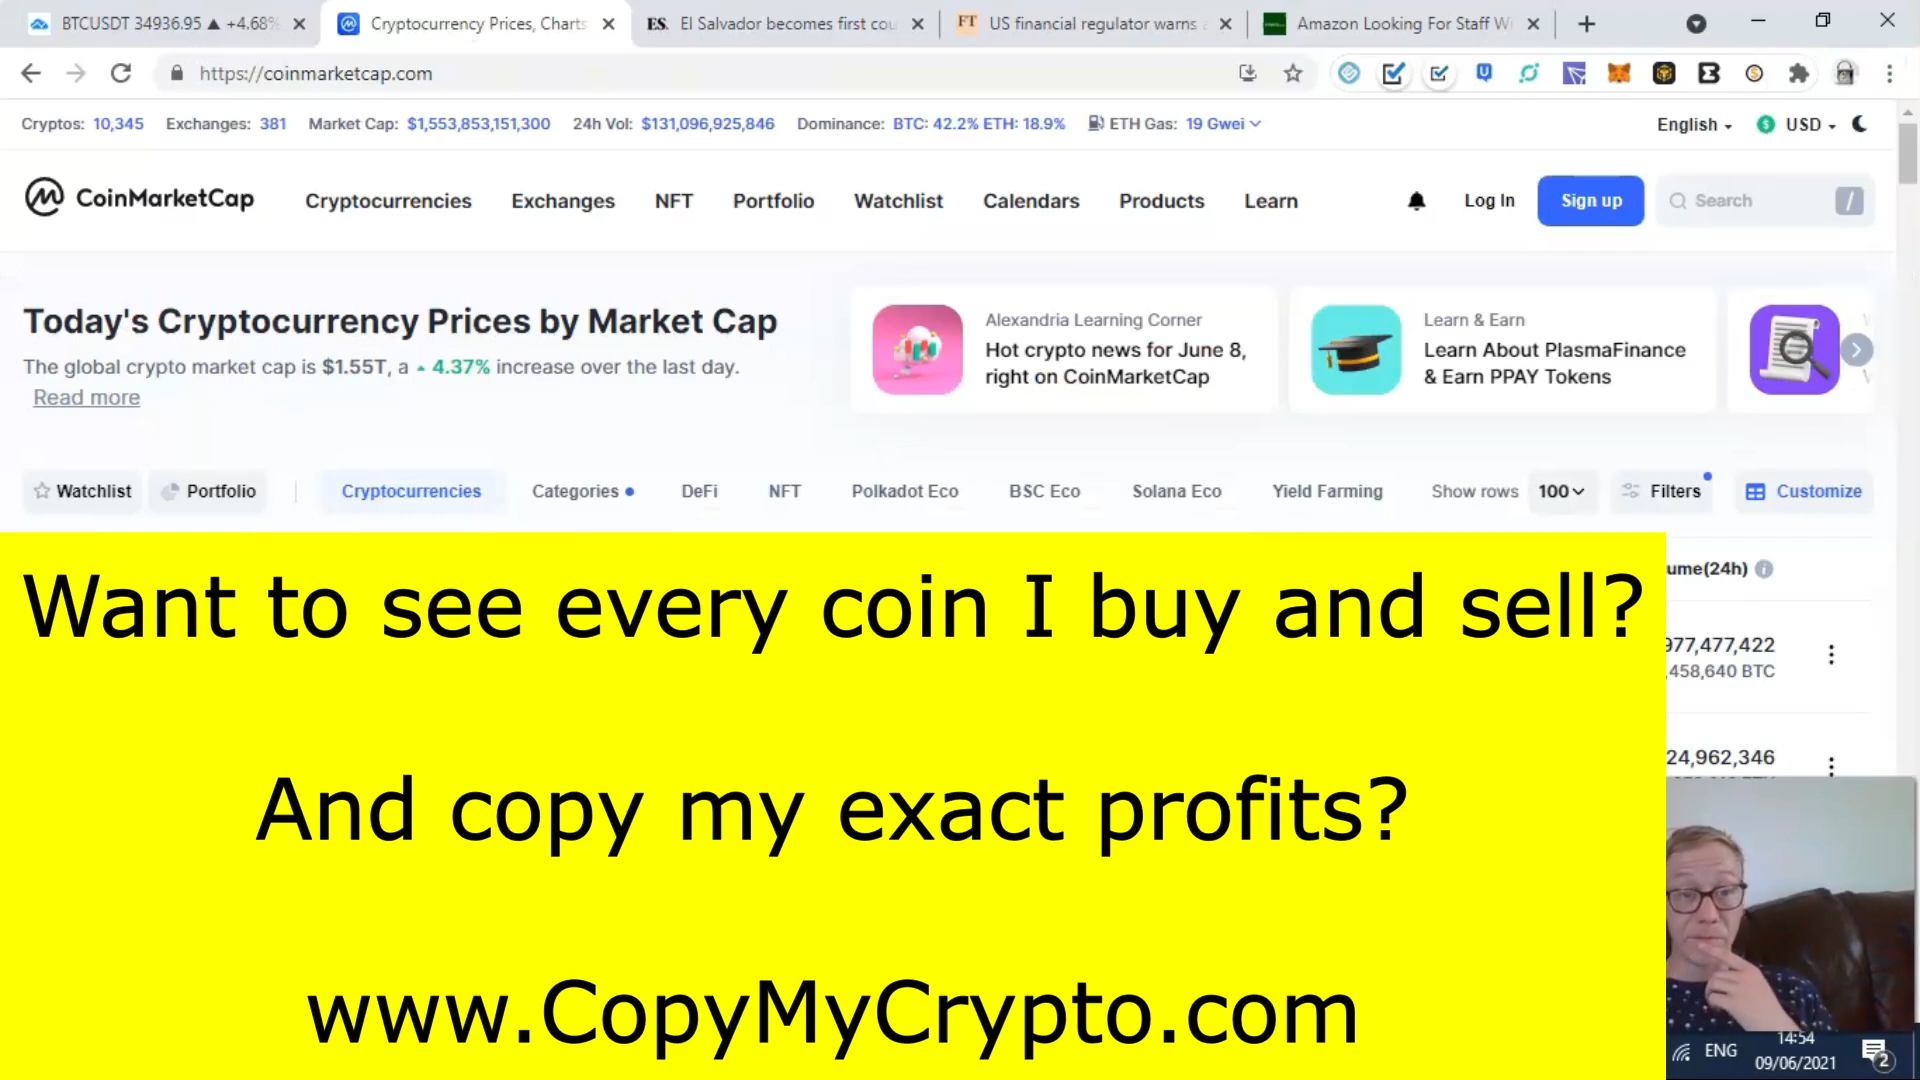 BTCUSDT 34936.95 ▲ +4.68%
Cryptocurrency Prices, Charts
ES. El Salvador becomes first cou
FT US financial regulator warns
Amazon Looking For Staff W
https://coinmarketcap.com
Cryptos: 10,345 Exchanges: 381 Market Cap: $1,553,853,151,300 24h Vol: $131,096,925,846 Dominance: BTC: 42.2% ETH: 18.9% ETH Gas: 19 Gwei
English USD
CoinMarketCap
Cryptocurrencies Exchanges NFT Portfolio Watchlist Calendars Products Learn
Log In
Sign up
Search /
Today's Cryptocurrency Prices by Market Cap
The global crypto market cap is $1.55T, a 4.37% increase over the last day.
Read more
Alexandria Learning Corner
Hot crypto news for June 8,
right on CoinMarketCap
Learn & Earn
Learn About PlasmaFinance
& Earn PPAY Tokens
Watchlist Portfolio Cryptocurrencies Categories DeFi NFT Polkadot Eco BSC Eco Solana Eco Yield Farming Show rows 100 Filters Customize
ume(24h)
977,477,422
,458,640 BTC
24,962,346
Want to see every coin I buy and sell?
And copy my exact profits?
www.CopyMyCrypto.com
14:54
ENG
09/06/2021
2